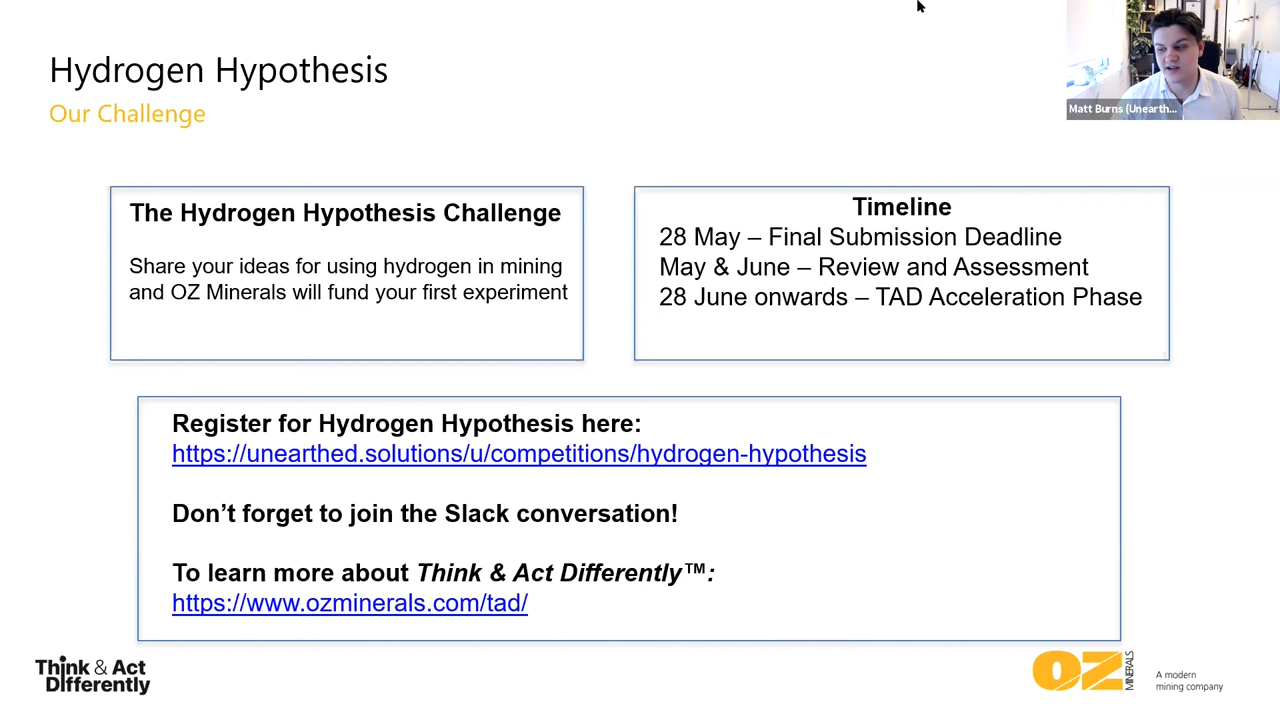 Hydrogen Hypothesis
Our Challenge
Matt Burns (Unearth...
The Hydrogen Hypothesis Challenge
Share your ideas for using hydrogen in mining
and OZ Minerals will fund your first experiment
Timeline
28 May – Final Submission Deadline
May & June – Review and Assessment
28 June onwards – TAD Acceleration Phase
Register for Hydrogen Hypothesis here:
https://unearthed.solutions/u/competitions/hydrogen-hypothesis
Don’t forget to join the Slack conversation!
To learn more about Think & Act Differently™:
https://www.ozminerals.com/tad/
Think & Act
Differently
OZ MINERALS
A modern
mining company